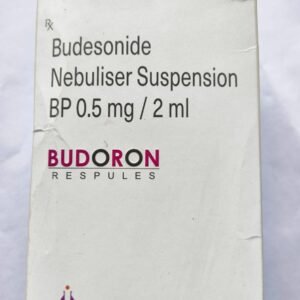 Rx
Budesonide
Nebuliser Suspension
BP 0.5 mg / 2 ml
BUDORON
RESPULES